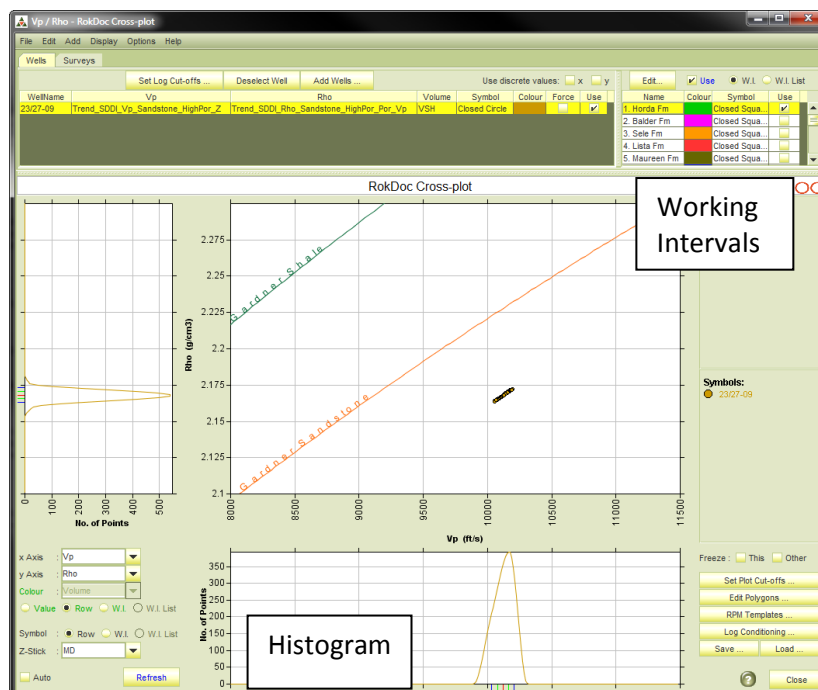 Vp / Rho - RokDoc Cross-plot
File Edit Add Display Options Help
Wells Surveys
Set Log Cut-offs ... Deselect Well Add Wells ... Use discrete values: x y
Edit... Use W.I. W.I. List
WellName Vp Rho Volume Symbol Colour Force Use
23/27-09 Trend_SDDI_Vp_Sandstone_HighPor_Z Trend_SDDI_Rho_Sandstone_HighPor_Por_Vp VSH Closed Circle
Name Colour Symbol Use
1. Horda Fm Closed Squa...
2. Balder Fm Closed Squa...
3. Sele Fm Closed Squa...
4. Lista Fm Closed Squa...
5. Maureen Fm Closed Squa...
RokDoc Cross-plot
Working
Intervals
2.275
2.25
2.225
2.2
2.175
2.15
2.125
2.1
Rho (g/cm3)
Gardner Shale
Gardner Sandstone
Symbols:
23/27-09
0 100 200 300 400 500
No. of Points
8000 8500 9000 9500 10000 10500 11000 11500
Vp (ft/s)
x Axis : Vp
y Axis : Rho
Colour : Volume
Value Row W.I. W.I. List
Symbol : Row W.I. W.I. List
Z-Stick : MD
Auto Refresh
350
300
250
200
150
100
50
0
No. of Points
Histogram
Freeze : This Other
Set Plot Cut-offs ...
Edit Polygons ...
RPM Templates ...
Log Conditioning ...
Save ... Load ...
? Close